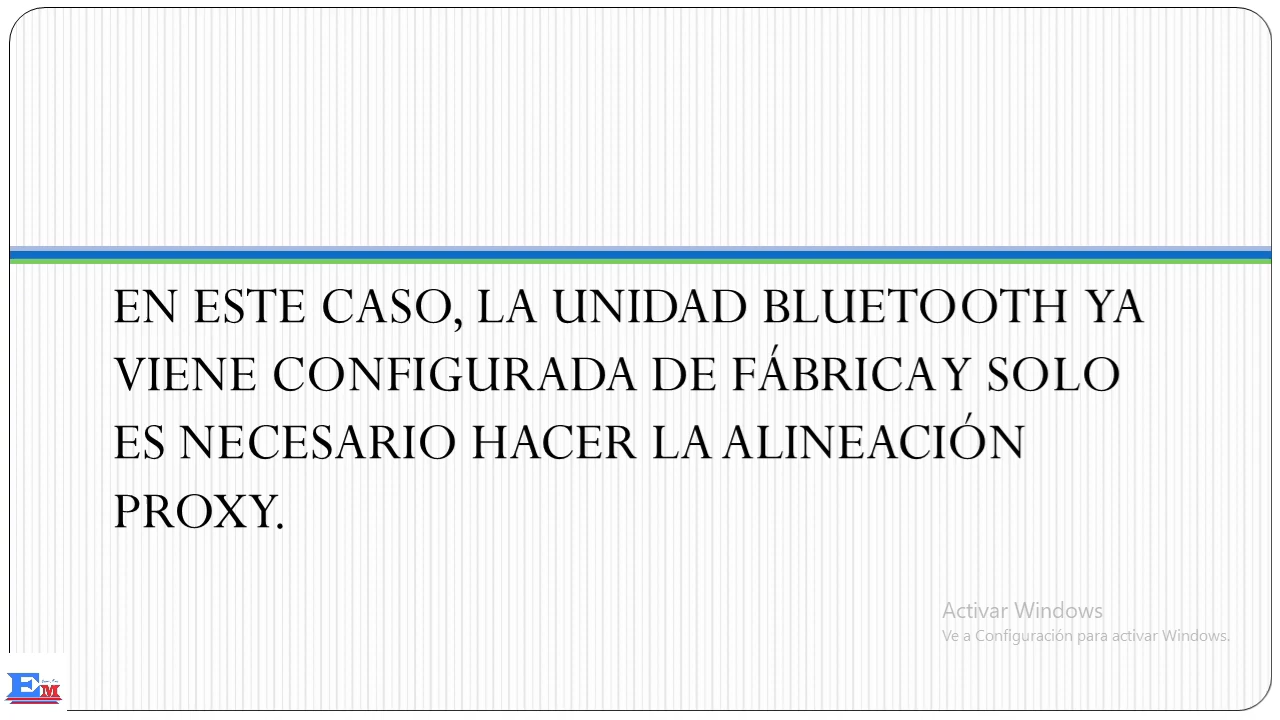 EN ESTE CASO, LA UNIDAD BLUETOOTH YA
VIENE CONFIGURADA DE FÁBRICA Y SOLO
ES NECESARIO HACER LA ALINEACIÓN
PROXY.
Activar Windows
Ve a Configuración para activar Windows.
EM